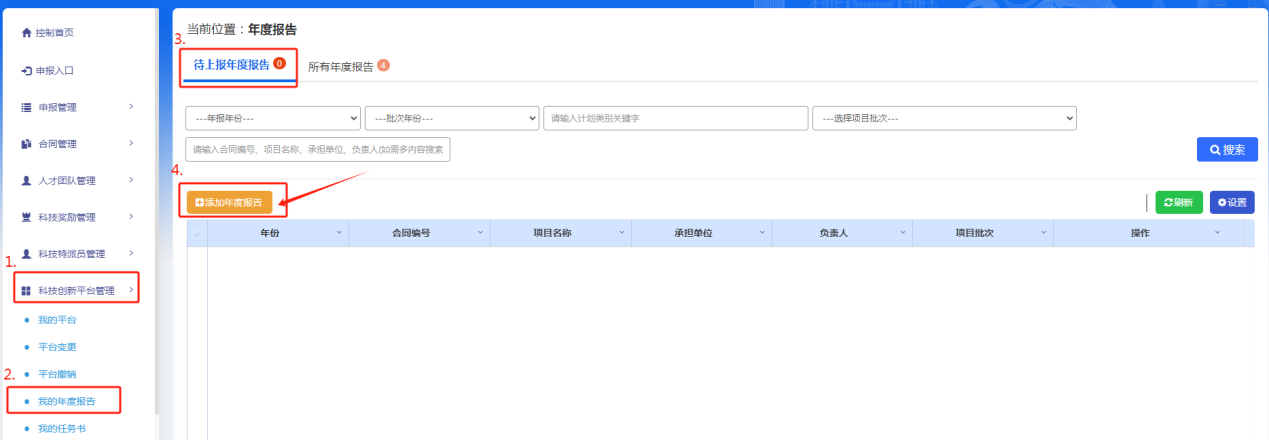 控制首页
申报入口
申报管理
合同管理
人才团队管理
科技奖励管理
科技特派员管理
1.
科技创新平台管理
我的平台
平台变更
平台撤销
2.
我的年度报告
我的任务书
当前位置：年度报告
3.
待上报年度报告 0 所有年度报告 4
---年报年份--- ---批次年份--- 请输入计划类别关键字 ---选择项目批次---
请输入合同编号、项目名称、承担单位、负责人(如需多内容搜索 搜索
4.
添加年度报告 刷新 设置
年份 合同编号 项目名称 承担单位 负责人 项目批次 操作